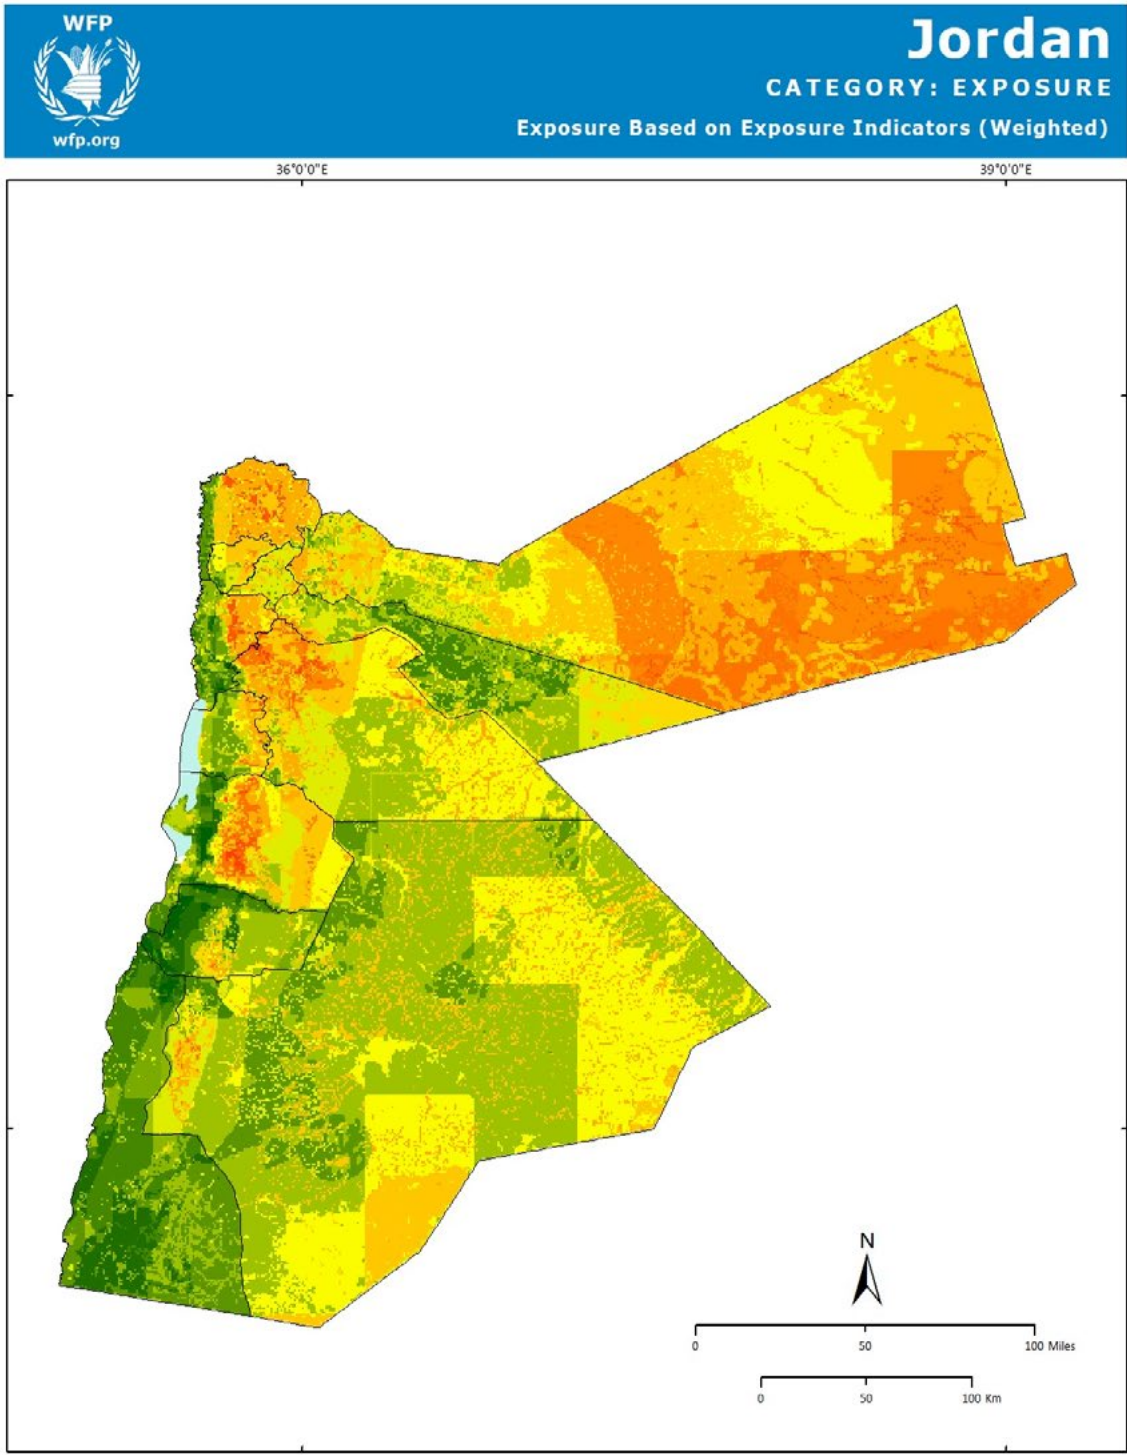 WFP
wfp.org
Jordan
CATEGORY: EXPOSURE
Exposure Based on Exposure Indicators (Weighted)
36°0'0"E
39°0'0"E
N
0 50 100 Miles
0 50 100 Km